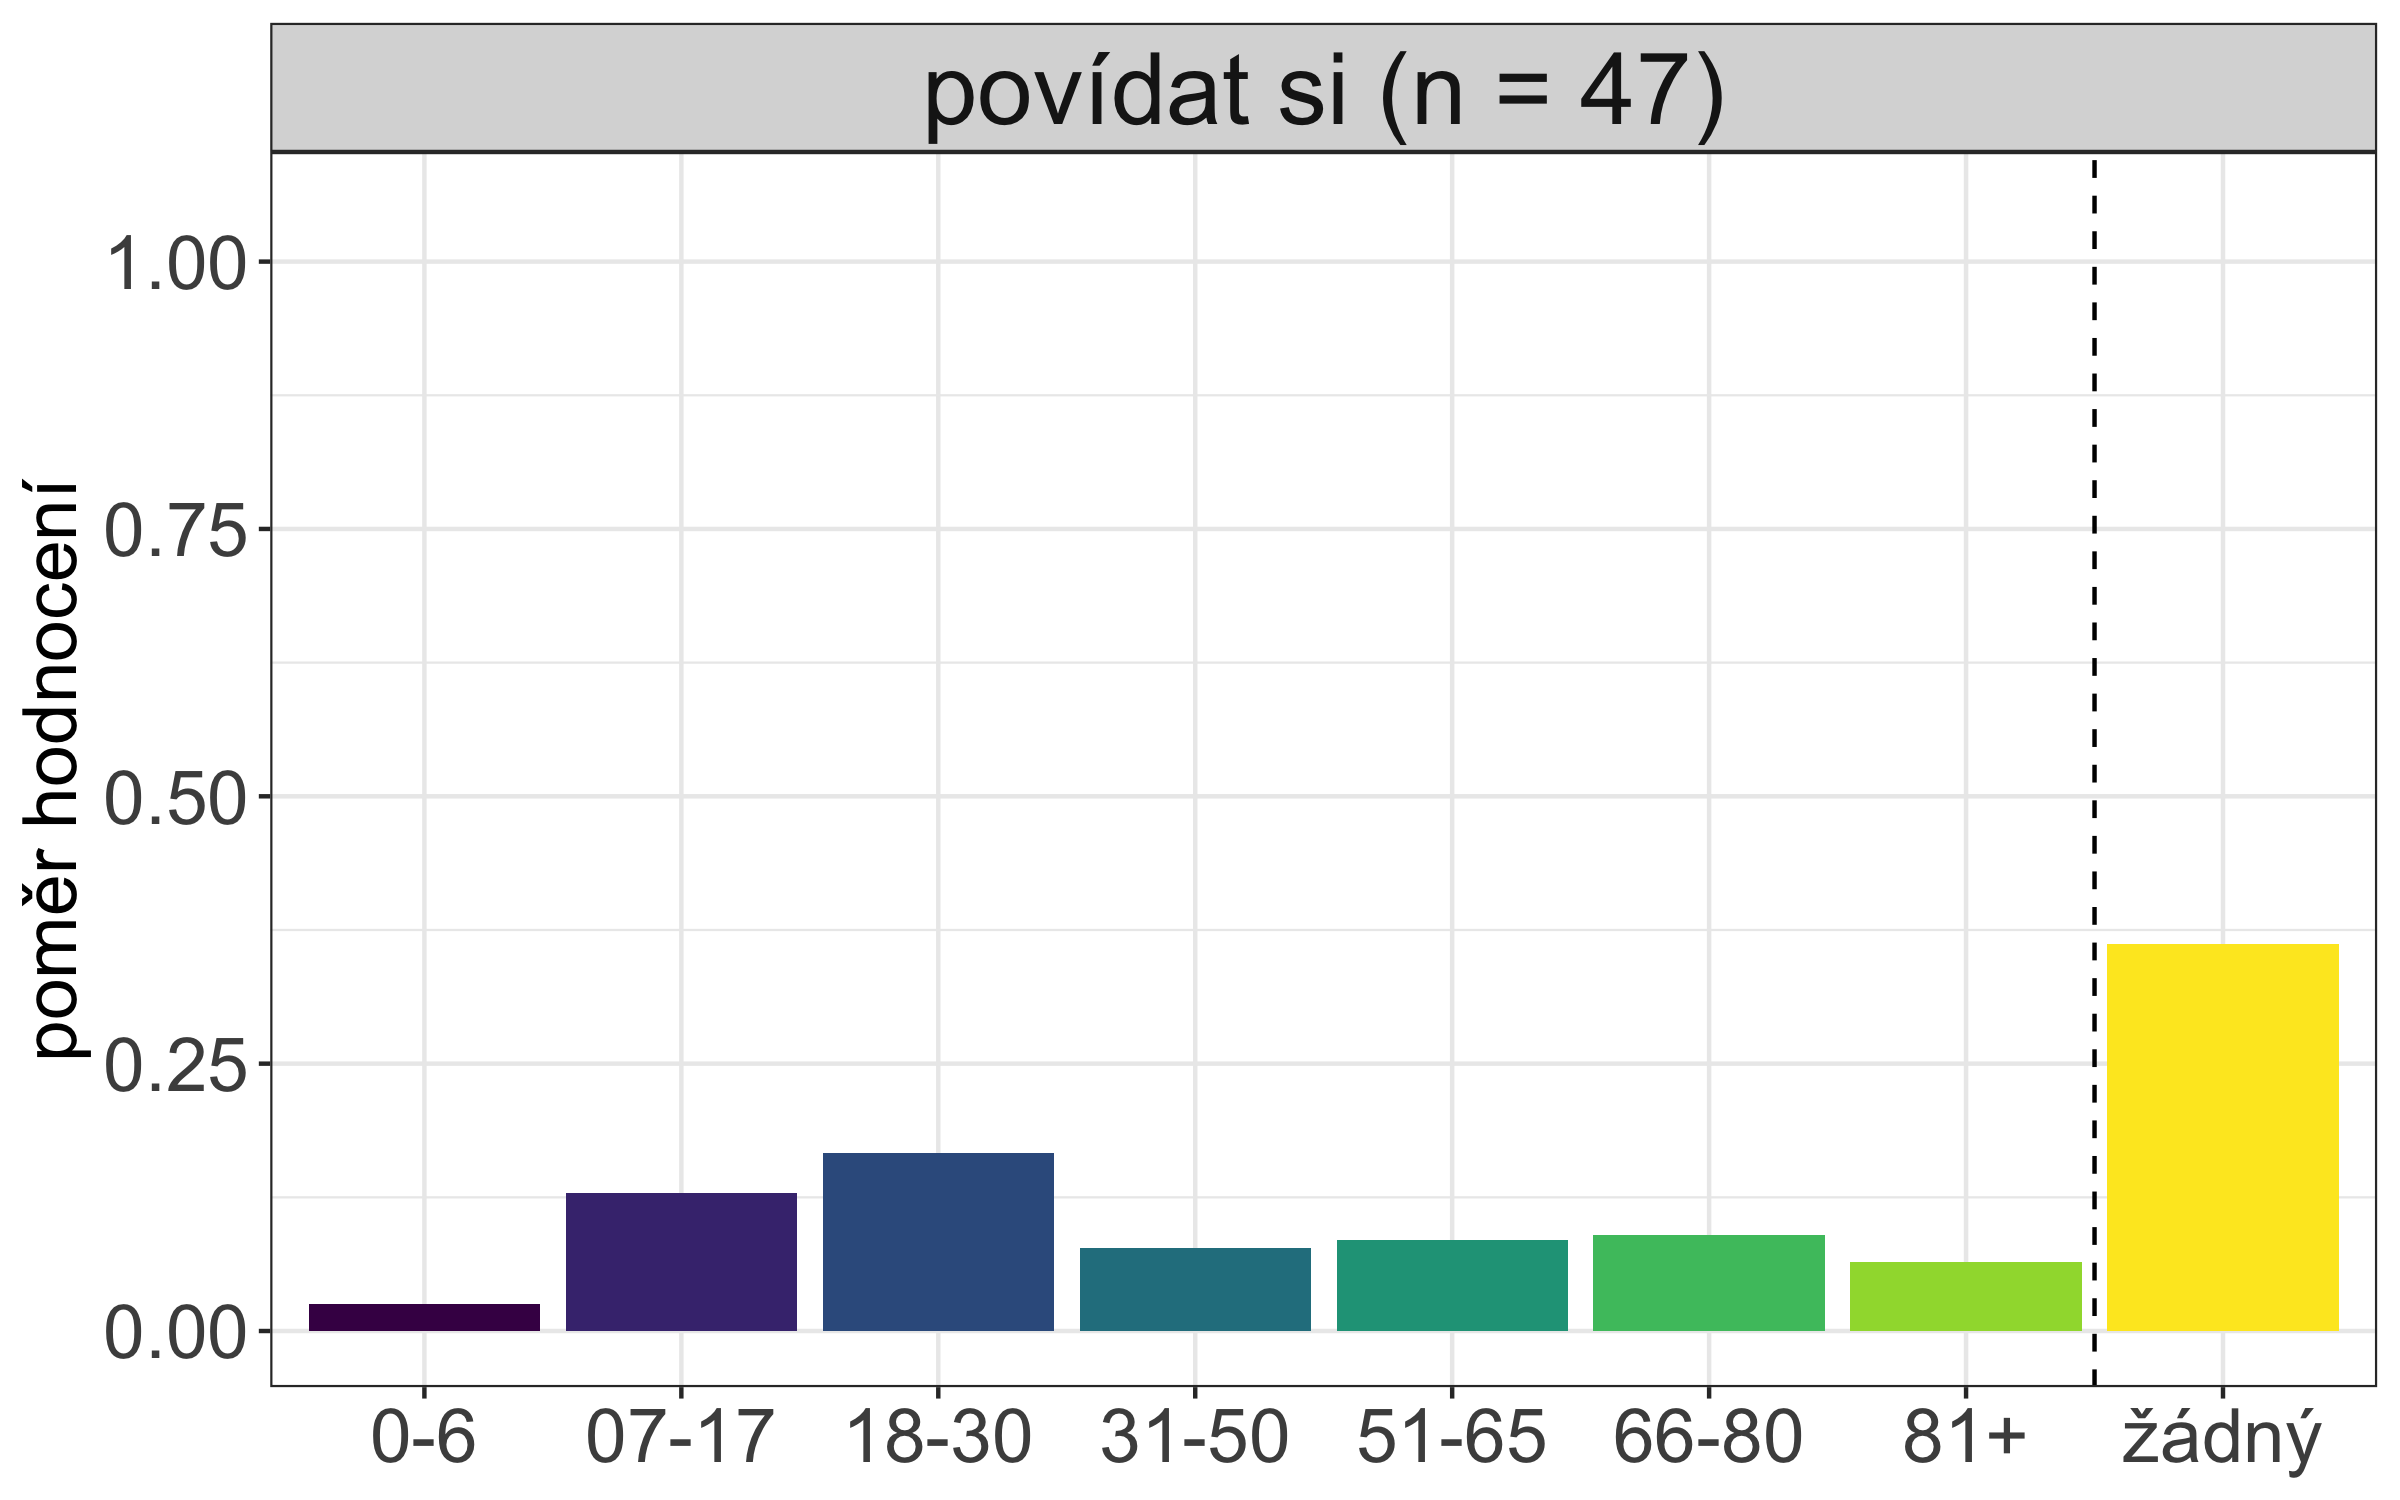 povídat si (n = 47)
poměr hodnocení
1.00
0.75
0.50
0.25
0.00
0-6 07-17 18-30 31-50 51-65 66-80 81+ žádný